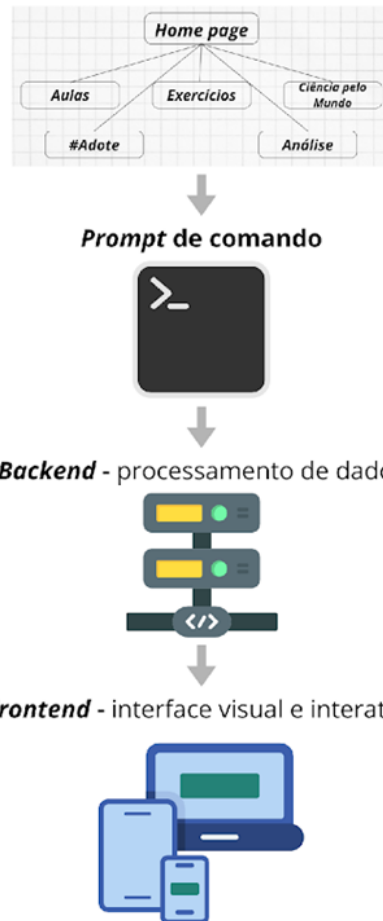 Home page
Aulas
Exercícios
Ciência pelo
Mundo
#Adote
Análise
Prompt de comando
>_
Backend - processamento de dado
</>
rontend - interface visual e interat